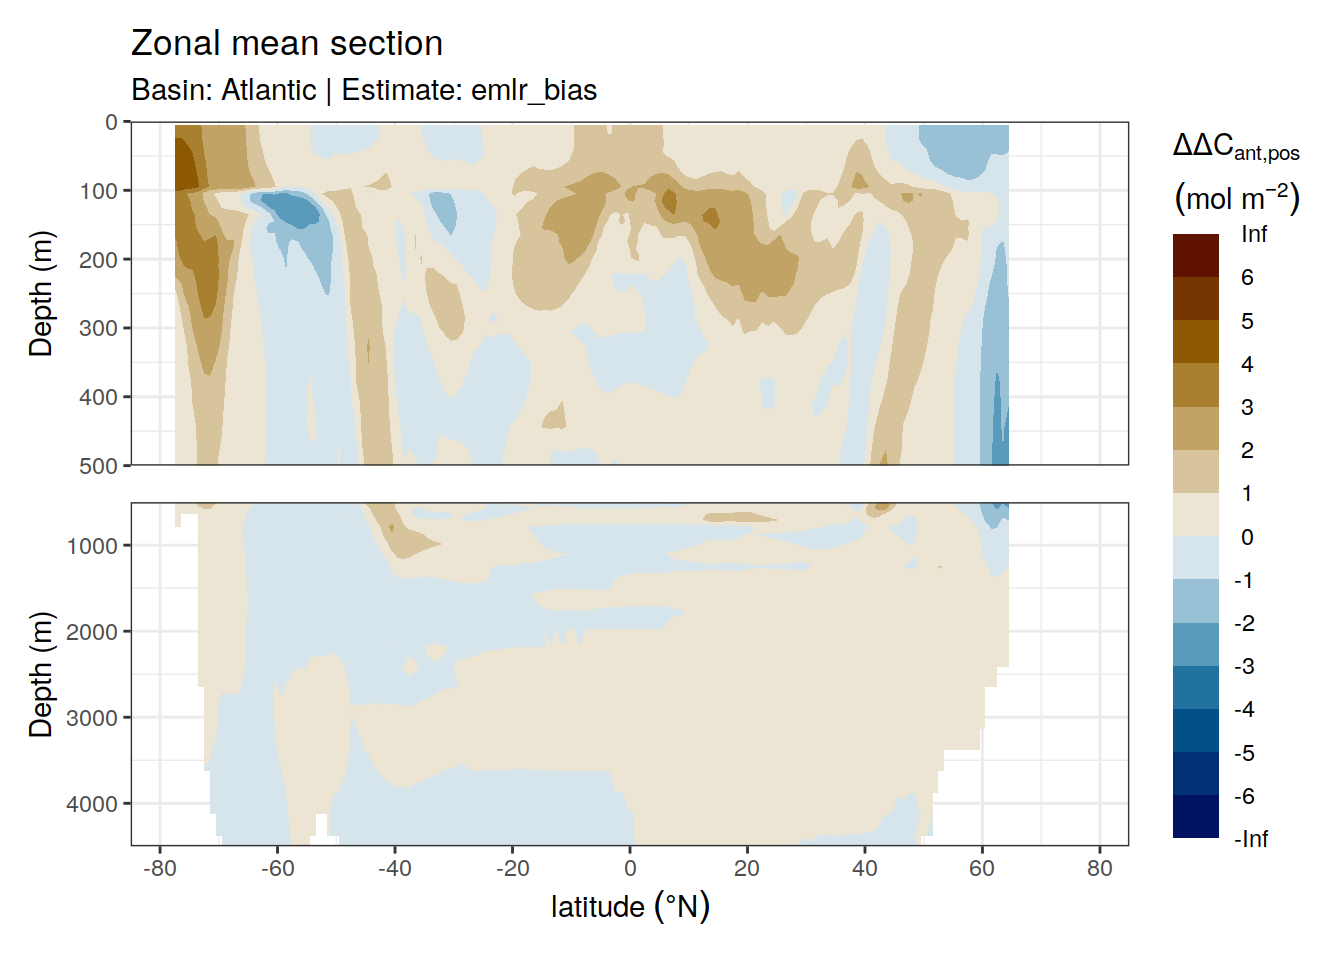 Zonal mean section
Basin: Atlantic | Estimate: emlr_bias
0
100
200
300
400
500
Depth (m)
1000
2000
3000
4000
Depth (m)
-80 -60 -40 -20 0 20 40 60 80
latitude (°N)
ΔΔC_ant,pos
(mol m⁻²)
Inf
6
5
4
3
2
1
0
-1
-2
-3
-4
-5
-6
-Inf